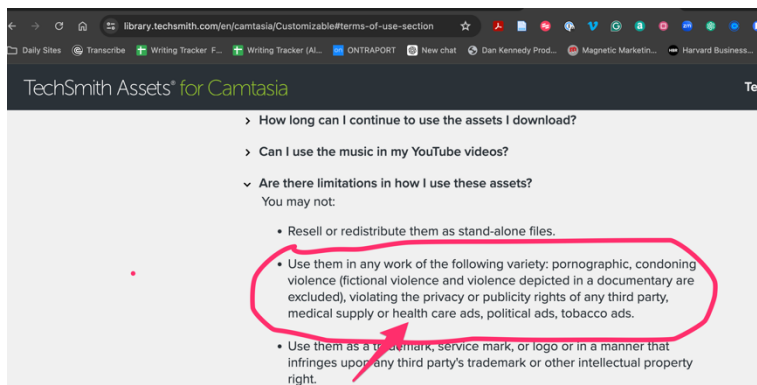 library.techsmith.com/en/camtasia/Customizable#terms-of-use-section
Daily Sites Transcribe Writing Tracker F... Writing Tracker (Al... ONTRAPORT New chat Dan Kennedy Prod... Magnetic Marketin... Harvard Business...
TechSmith Assets® for Camtasia Te
How long can I continue to use the assets I download?
Can I use the music in my YouTube videos?
Are there limitations in how I use these assets?
You may not:
• Resell or redistribute them as stand-alone files.
• Use them in any work of the following variety: pornographic, condoning
violence (fictional violence and violence depicted in a documentary are
excluded), violating the privacy or publicity rights of any third party,
medical supply or health care ads, political ads, tobacco ads.
• Use them as a trademark, service mark, or logo or in a manner that
infringes upon any third party's trademark or other intellectual property
right.